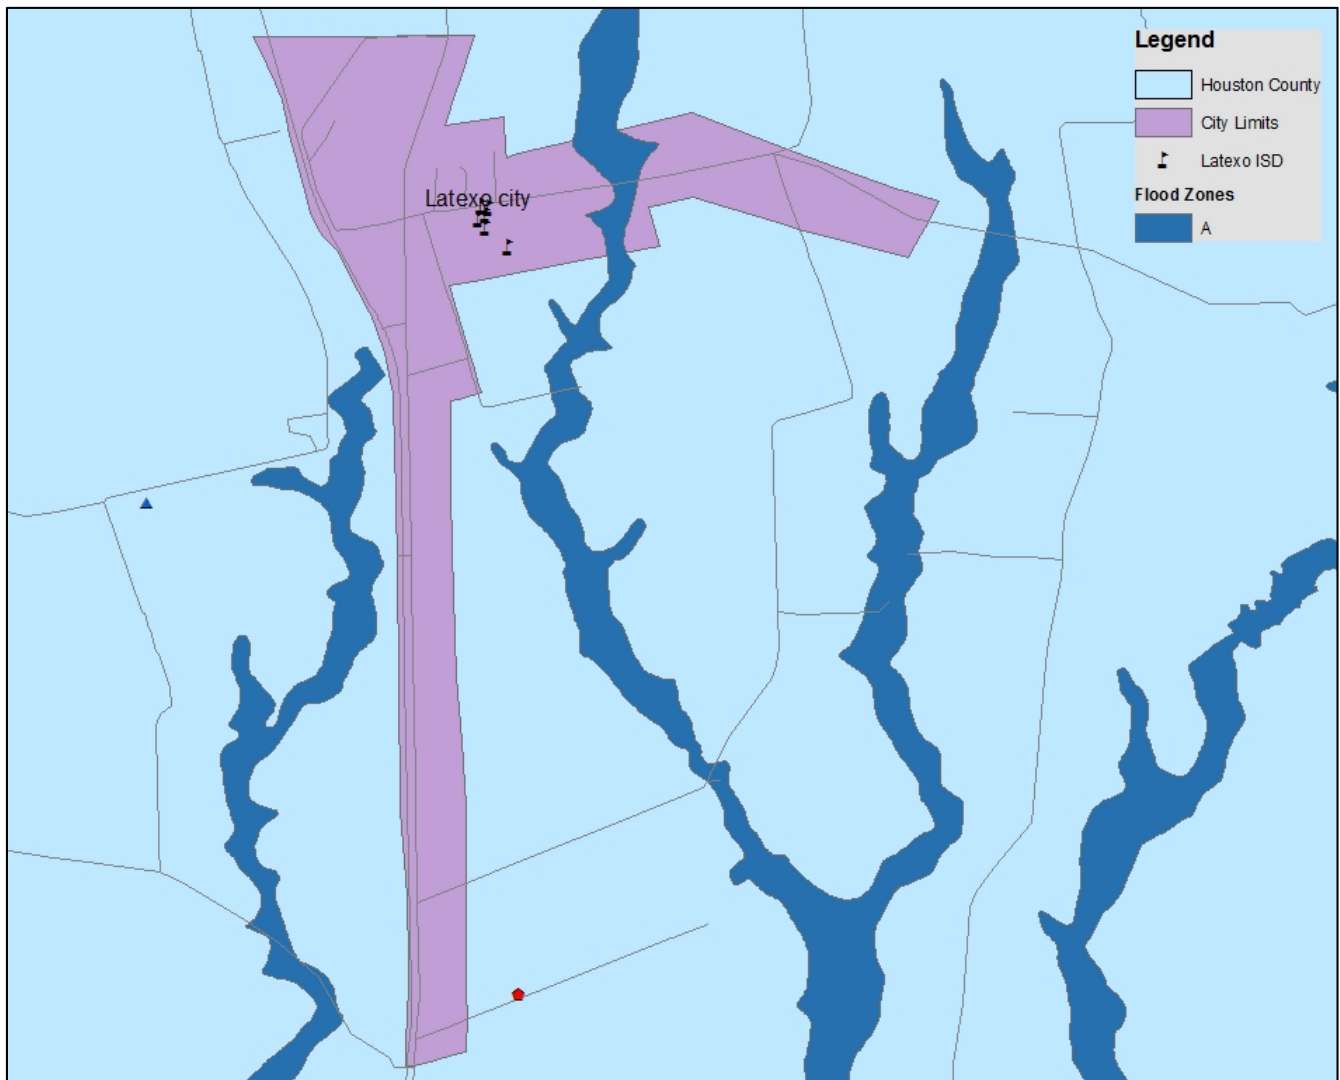 Legend
Houston County
City Limits
Latexo ISD
Flood Zones
A
Latexo city